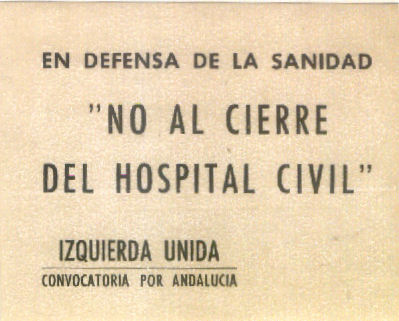 EN DEFENSA DE LA SANIDAD
"NO AL CIERRE
DEL HOSPITAL CIVIL"
IZQUIERDA UNIDA
CONVOCATORIA POR ANDALUCIA